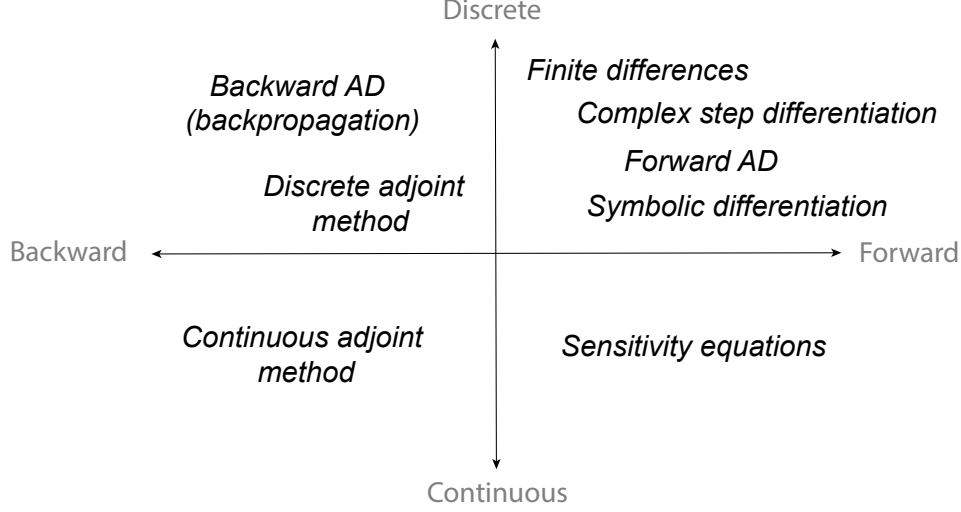 Discrete
Finite differences
Backward AD
(backpropagation)
Complex step differentiation
Forward AD
Discrete adjoint
method
Symbolic differentiation
Backward
Forward
Continuous adjoint
method
Sensitivity equations
Continuous